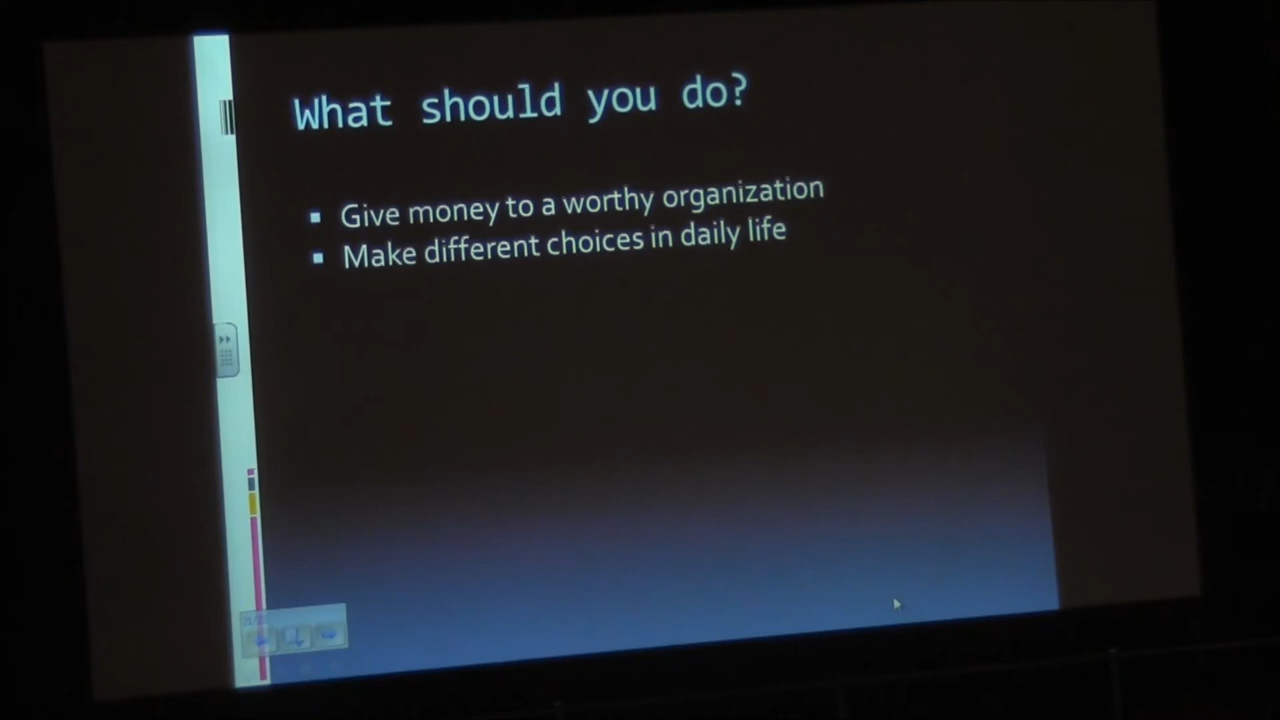 What should you do?
Give money to a worthy organization
Make different choices in daily life